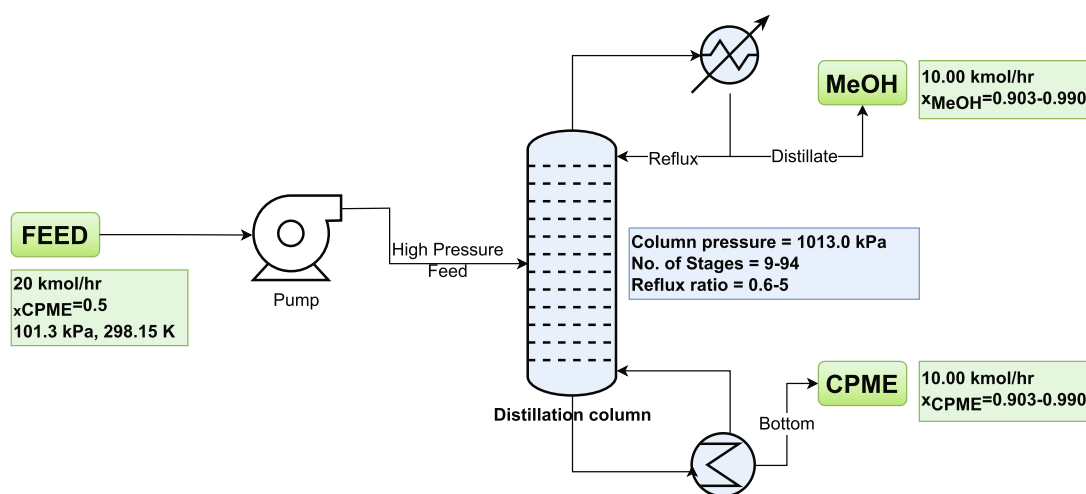 MeOH
10.00 kmol/hr
xMeOH=0.903-0.990
Reflux
Distillate
FEED
20 kmol/hr
xCPME=0.5
101.3 kPa, 298.15 K
Pump
High Pressure
Feed
Column pressure = 1013.0 kPa
No. of Stages = 9-94
Reflux ratio = 0.6-5
Distillation column
CPME
10.00 kmol/hr
xCPME=0.903-0.990
Bottom